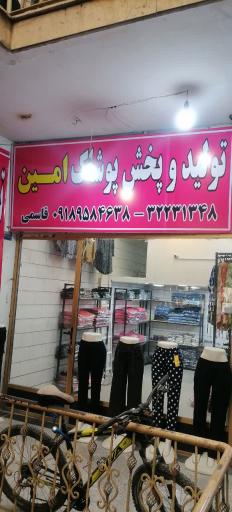 تولید و پخش پوشاک امین
۳۲۲۳۱۳۴۸ - ۰۹۱۸۹۵۸۴۶۳۸ قاسمی